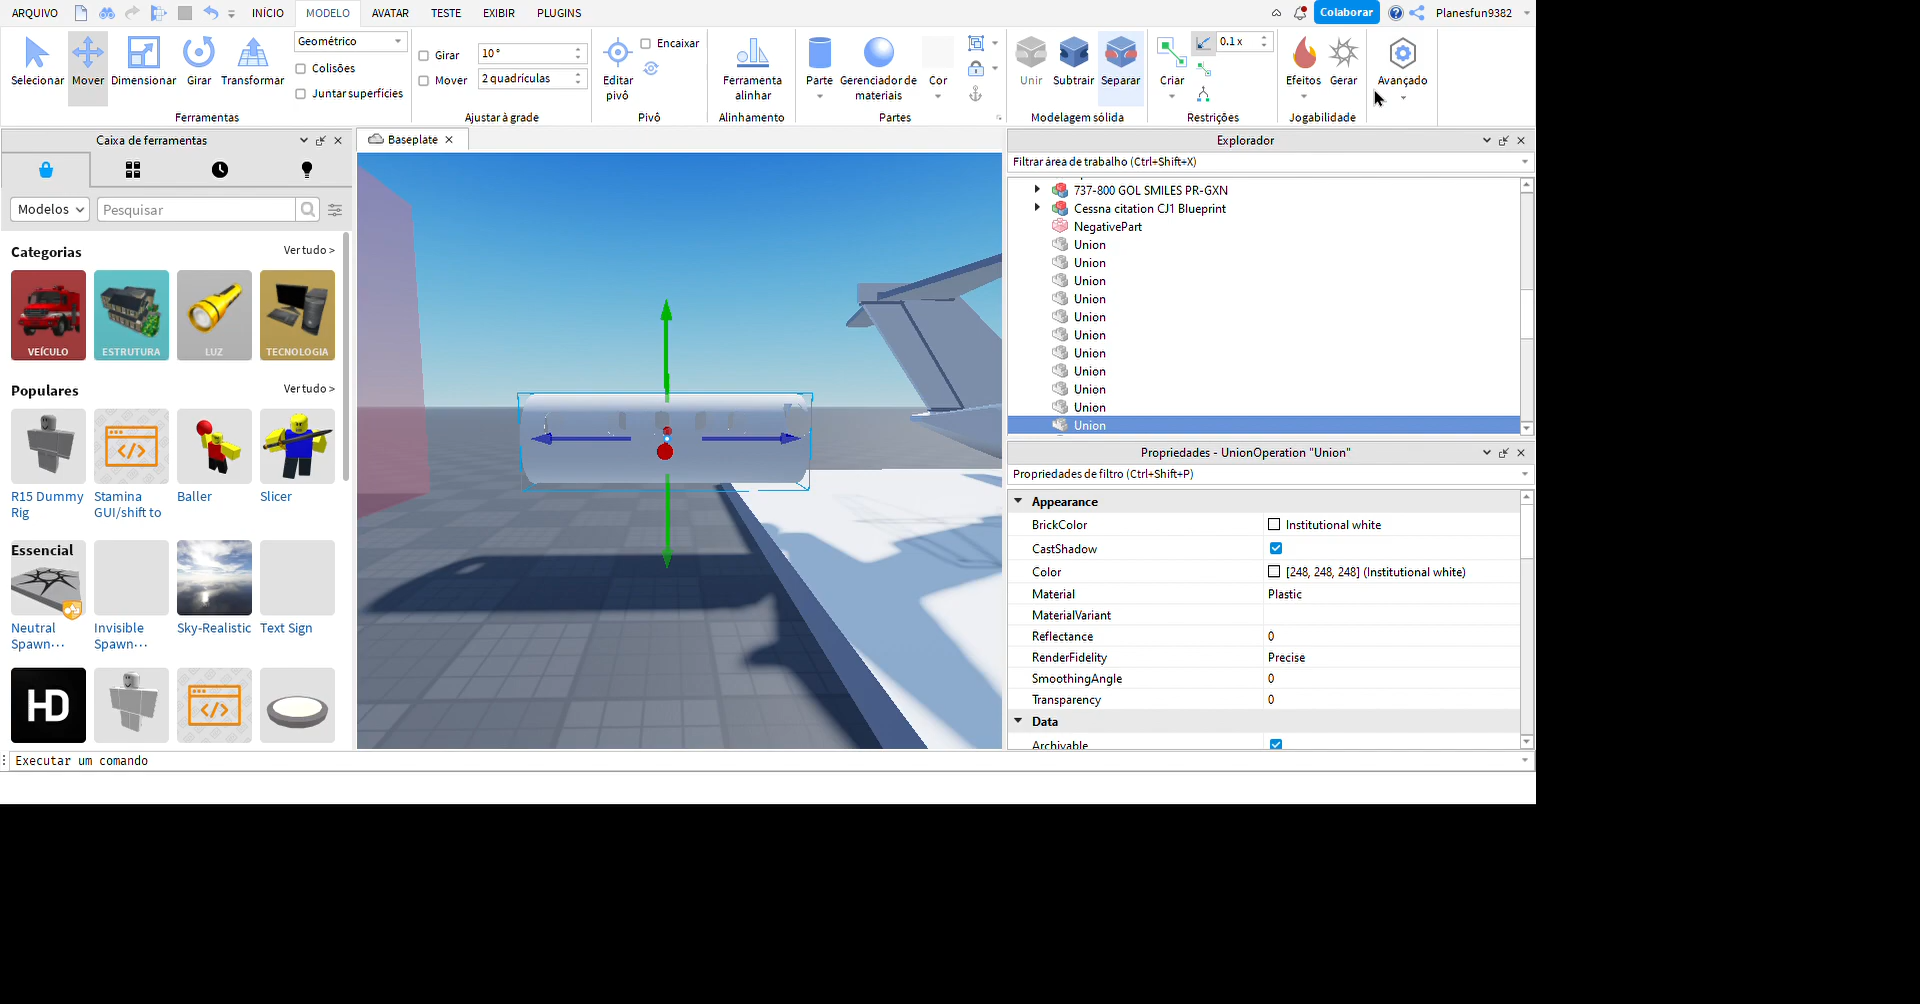 ARQUIVO
INÍCIO
MODELO
AVATAR
TESTE
EXIBIR
PLUGINS
Colaborar
Planesfun9382
Selecionar
Mover
Dimensionar
Girar
Transformar
Geométrico
Colisões
Juntar superfícies
Ferramentas
Girar
10 °
Mover
2 quadrículas
Ajustar à grade
Editar
pivô
Encaixar
Pivô
Ferramenta
alinhar
Alinhamento
Parte
Gerenciador de
materiais
Cor
Partes
Unir
Subtrair
Separar
Modelagem sólida
Criar
0.1 x
Restrições
Efeitos
Gerar
Jogabilidade
Avançado
Caixa de ferramentas
Modelos
Pesquisar
Categorias
Ver tudo >
VEÍCULO
ESTRUTURA
LUZ
TECNOLOGIA
Populares
Ver tudo >
R15 Dummy
Rig
Stamina
GUI/shift to
Baller
Slicer
Essencial
Neutral
Spawn···
Invisible
Spawn···
Sky-Realistic
Text Sign
HD
Baseplate
Explorador
Filtrar área de trabalho (Ctrl+Shift+X)
737-800 GOL SMILES PR-GXN
Cessna citation CJ1 Blueprint
NegativePart
Union
Union
Union
Union
Union
Union
Union
Union
Union
Union
Union
Propriedades - UnionOperation "Union"
Propriedades de filtro (Ctrl+Shift+P)
Appearance
BrickColor
Institutional white
CastShadow
Color
[248, 248, 248] (Institutional white)
Material
Plastic
MaterialVariant
Reflectance
0
RenderFidelity
Precise
SmoothingAngle
0
Transparency
0
Data
Archivable
Executar um comando